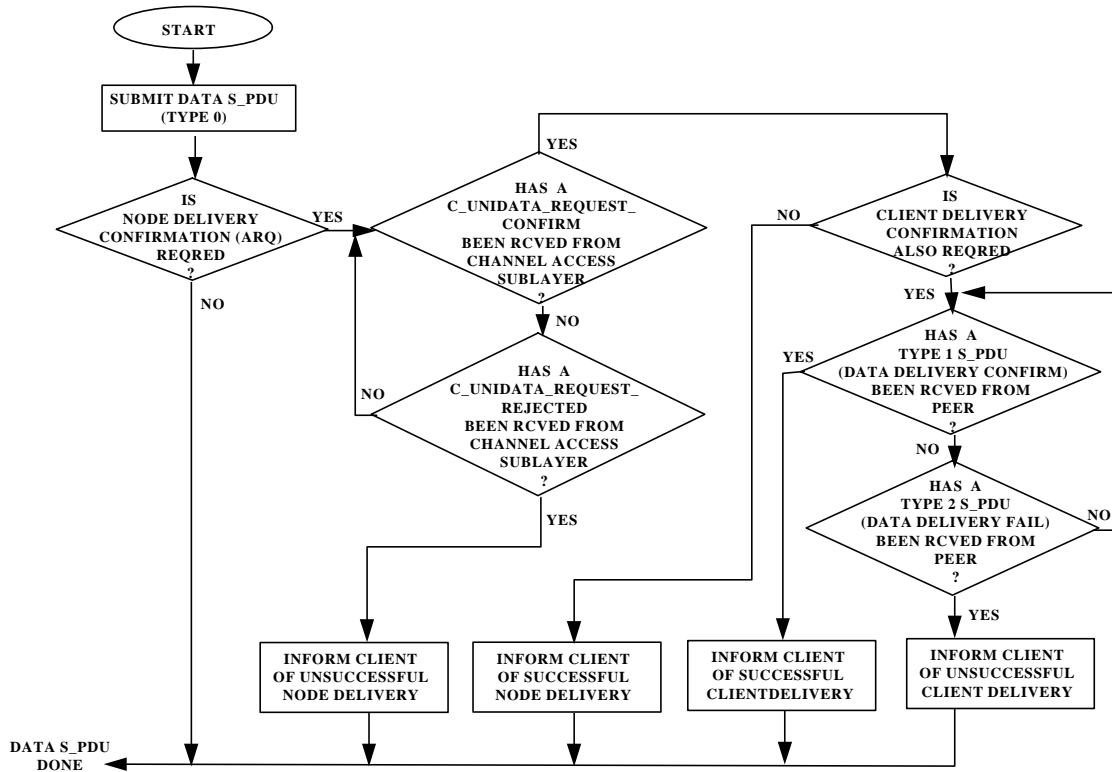 START
SUBMIT DATA S_PDU
(TYPE 0)
IS
NODE DELIVERY
CONFIRMATION (ARQ)
REQRED
?
YES
NO
YES
HAS A
C_UNIDATA_REQUEST_
CONFIRM
BEEN RCVED FROM
CHANNEL ACCESS
SUBLAYER
?
NO
NO
HAS A
C_UNIDATA_REQUEST_
REJECTED
BEEN RCVED FROM
CHANNEL ACCESS
SUBLAYER
?
YES
NO
IS
CLIENT DELIVERY
CONFIRMATION
ALSO REQRED
?
YES
YES
HAS A
TYPE 1 S_PDU
(DATA DELIVERY CONFIRM)
BEEN RCVED FROM
PEER
?
NO
HAS A
TYPE 2 S_PDU
(DATA DELIVERY FAIL)
BEEN RCVED FROM
PEER
?
NO
YES
INFORM CLIENT
OF UNSUCCESSFUL
NODE DELIVERY
INFORM CLIENT
OF SUCCESSFUL
NODE DELIVERY
INFORM CLIENT
OF SUCCESSFUL
CLIENTDELIVERY
INFORM CLIENT
OF UNSUCCESSFUL
CLIENT DELIVERY
DATA S_PDU
DONE